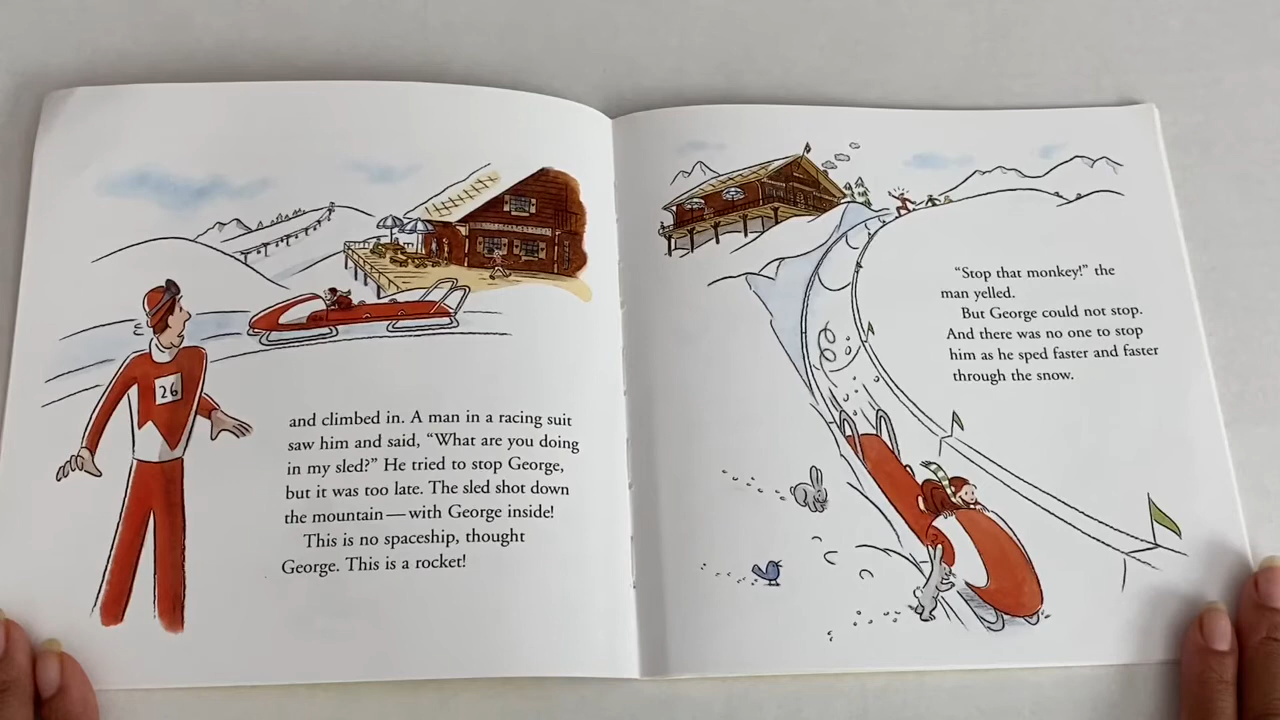 26
and climbed in. A man in a racing suit
saw him and said, “What are you doing
in my sled?” He tried to stop George,
but it was too late. The sled shot down
the mountain — with George inside!
This is no spaceship, thought
George. This is a rocket!
“Stop that monkey!” the
man yelled.
But George could not stop.
And there was no one to stop
him as he sped faster and faster
through the snow.